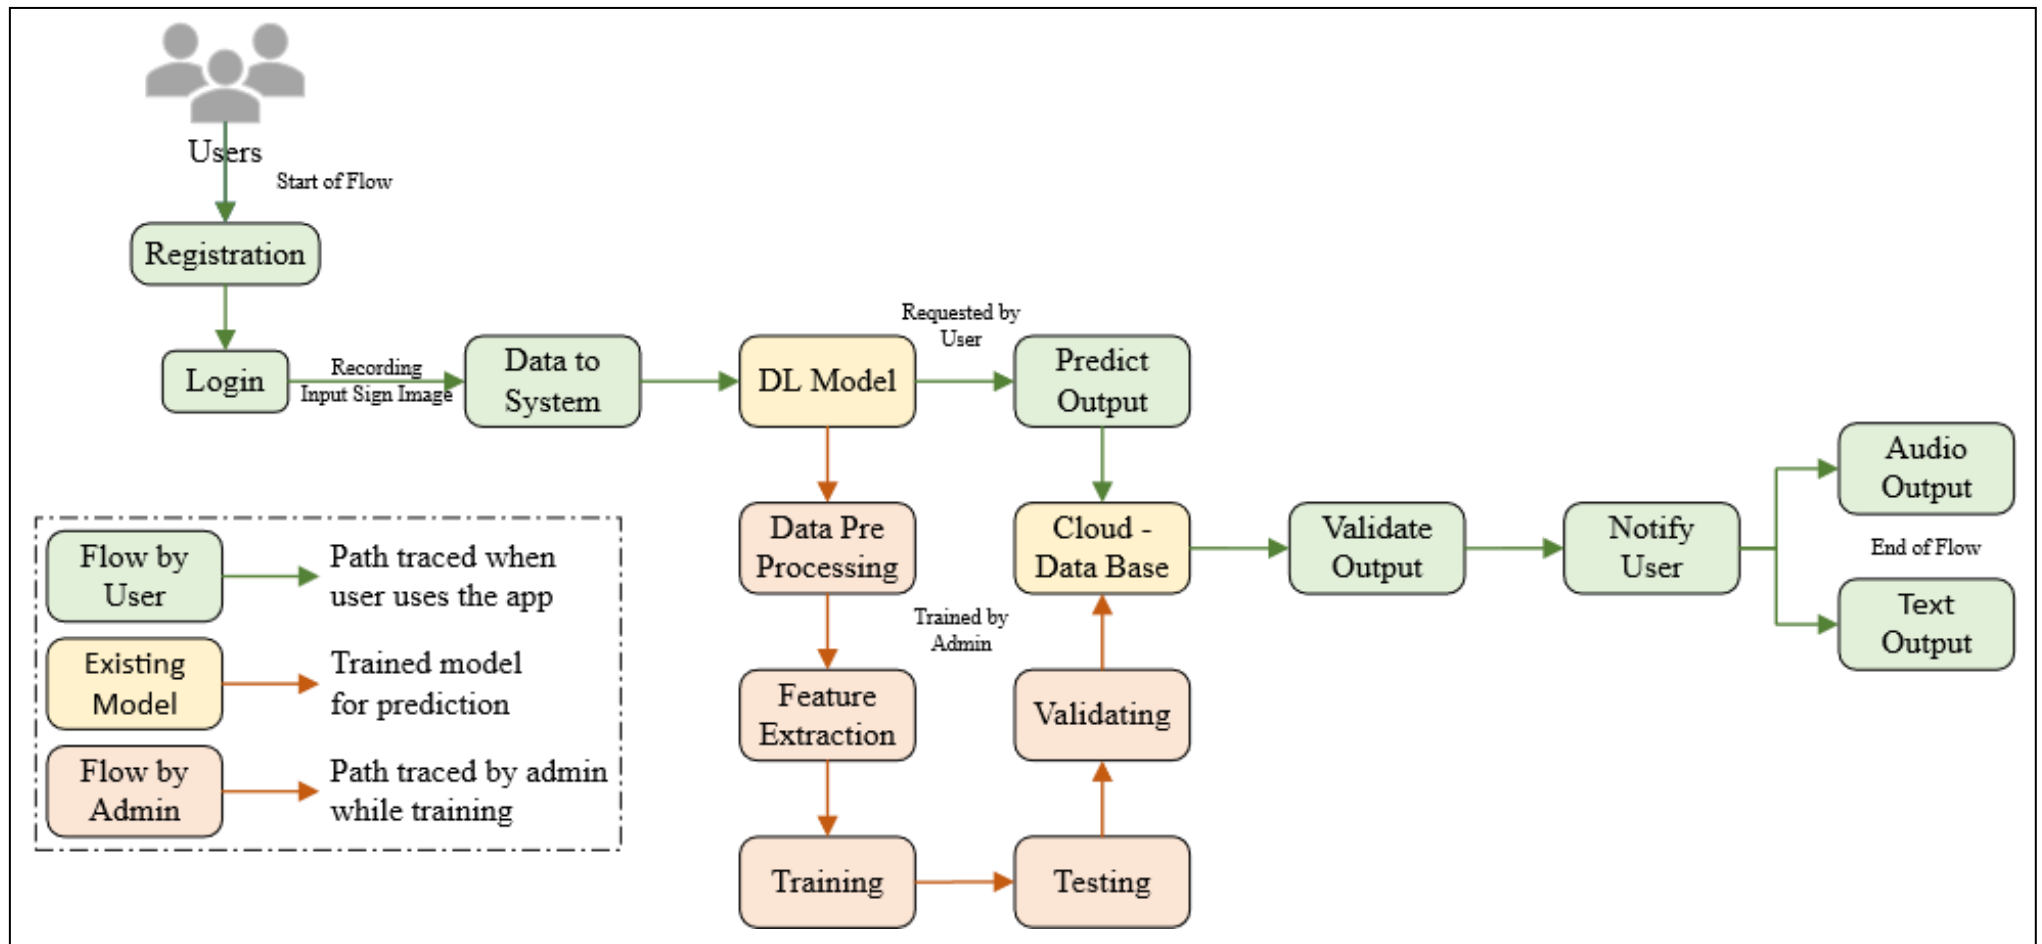 Users
Start of Flow
Registration
Login
Recording
Input Sign Image
Data to
System
DL Model
Requested by
User
Predict
Output
Data Pre
Processing
Cloud -
Data Base
Validate
Output
Notify
User
Audio
Output
End of Flow
Text
Output
Trained by
Admin
Feature
Extraction
Validating
Training
Testing
Flow by
User
Path traced when
user uses the app
Existing
Model
Trained model
for prediction
Flow by
Admin
Path traced by admin
while training